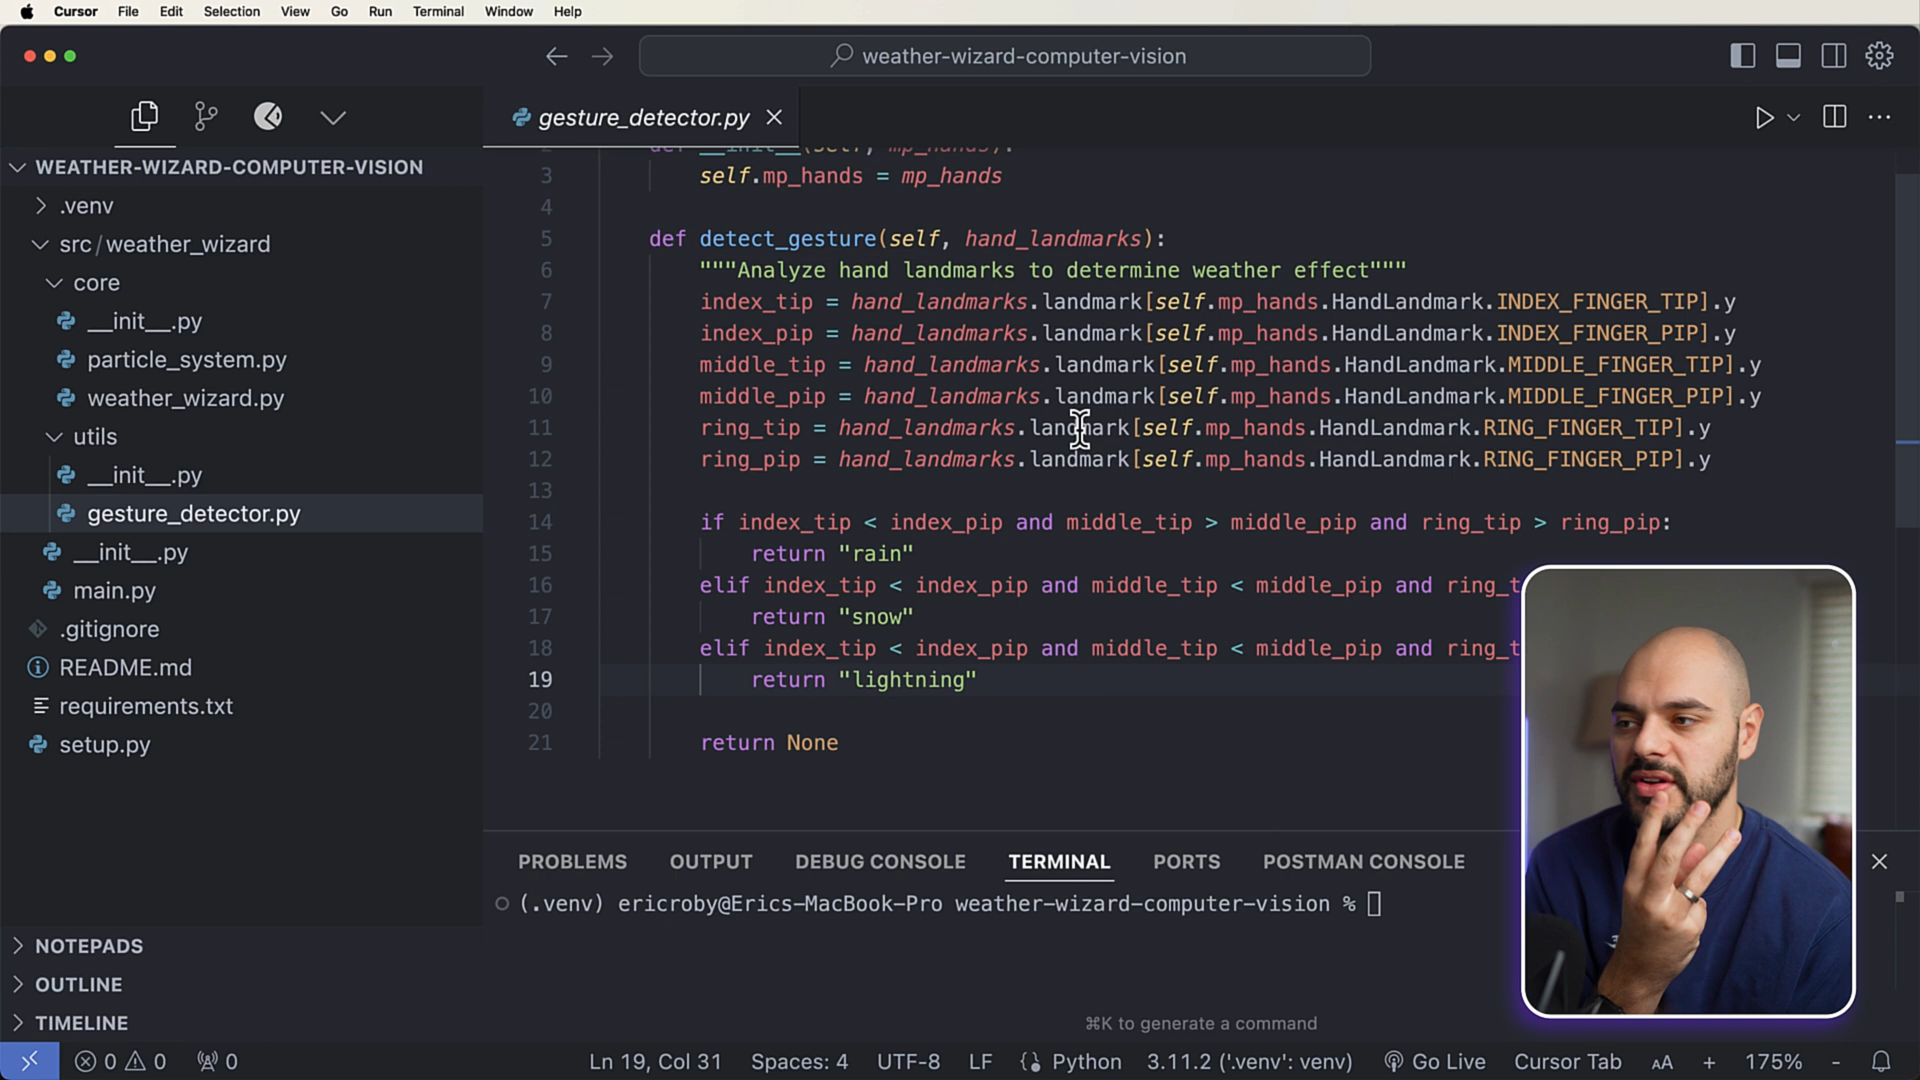 Cursor File Edit Selection View Go Run Terminal Window Help
weather-wizard-computer-vision
gesture_detector.py
WEATHER-WIZARD-COMPUTER-VISION
.venv
src/weather_wizard
core
__init__.py
particle_system.py
weather_wizard.py
utils
__init__.py
gesture_detector.py
__init__.py
main.py
.gitignore
README.md
requirements.txt
setup.py
NOTEPADS
OUTLINE
TIMELINE
def __init__(self, mp_hands):
3 self.mp_hands = mp_hands
4
5 def detect_gesture(self, hand_landmarks):
6 """Analyze hand landmarks to determine weather effect"""
7 index_tip = hand_landmarks.landmark[self.mp_hands.HandLandmark.INDEX_FINGER_TIP].y
8 index_pip = hand_landmarks.landmark[self.mp_hands.HandLandmark.INDEX_FINGER_PIP].y
9 middle_tip = hand_landmarks.landmark[self.mp_hands.HandLandmark.MIDDLE_FINGER_TIP].y
10 middle_pip = hand_landmarks.landmark[self.mp_hands.HandLandmark.MIDDLE_FINGER_PIP].y
11 ring_tip = hand_landmarks.landmark[self.mp_hands.HandLandmark.RING_FINGER_TIP].y
12 ring_pip = hand_landmarks.landmark[self.mp_hands.HandLandmark.RING_FINGER_PIP].y
13
14 if index_tip < index_pip and middle_tip > middle_pip and ring_tip > ring_pip:
15 return "rain"
16 elif index_tip < index_pip and middle_tip < middle_pip and ring_t
17 return "snow"
18 elif index_tip < index_pip and middle_tip < middle_pip and ring_t
19 return "lightning"
20
21 return None
PROBLEMS OUTPUT DEBUG CONSOLE TERMINAL PORTS POSTMAN CONSOLE
(.venv) ericroby@Erics-MacBook-Pro weather-wizard-computer-vision %
⌘K to generate a command
0 0 0 Ln 19, Col 31 Spaces: 4 UTF-8 LF Python 3.11.2 ('.venv': venv) Go Live Cursor Tab AA + 175% -